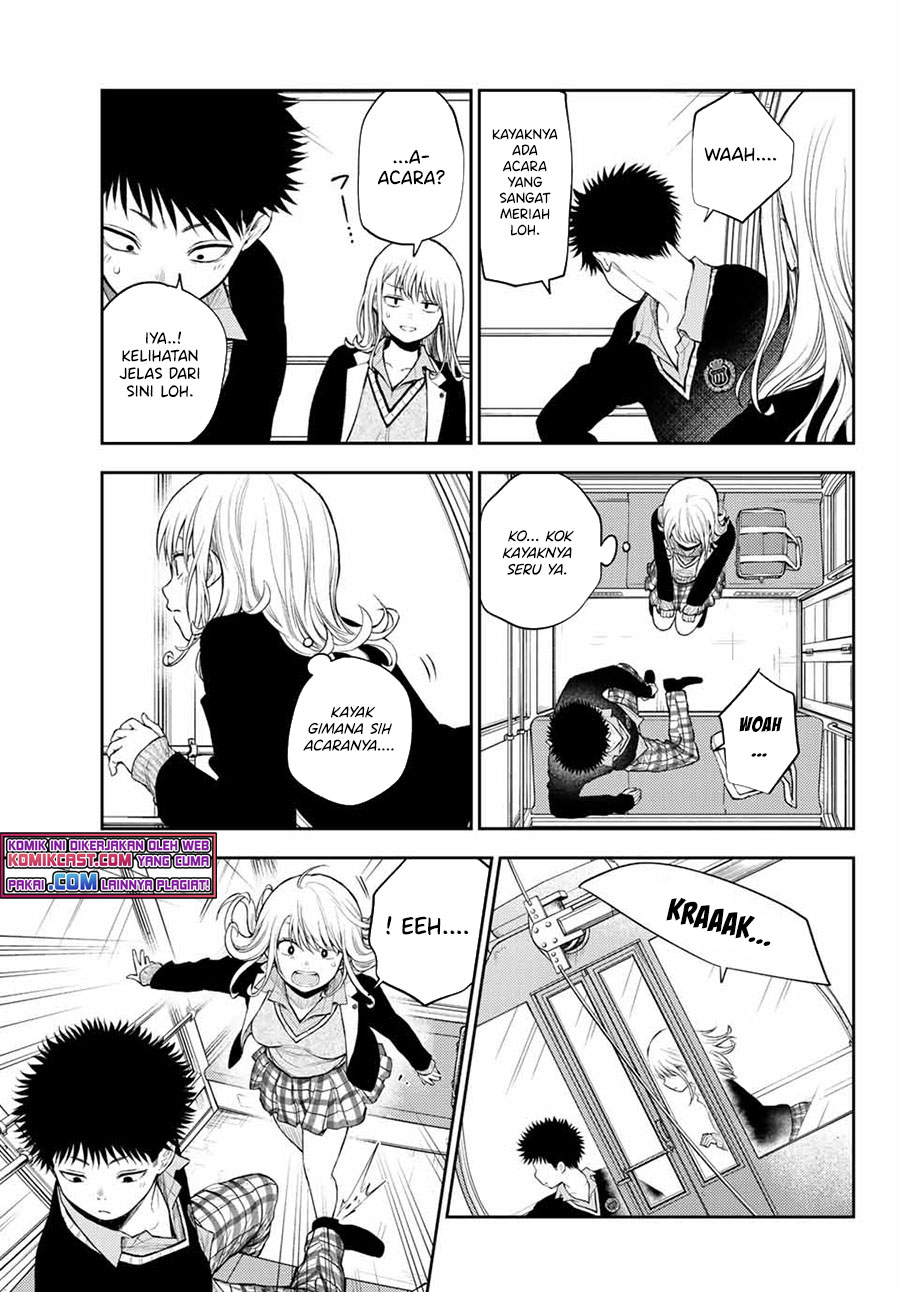 WAAH....
KAYAKNYA
ADA
ACARA
YANG
SANGAT
MERIAH
LOH.
...A-
ACARA?
IYA..!
KELIHATAN
JELAS DARI
SINI LOH.
KO... KOK
KAYAKNYA
SERU YA.
WOAH
...
KAYAK
GIMANA SIH
ACARANYA....
KRAAAK...
! EEH....
KOMIK INI DIKERJAKAN OLEH WEB
KOMIKCAST.COM YANG CUMA
PAKAI .COM LAINNYA PLAGIAT!